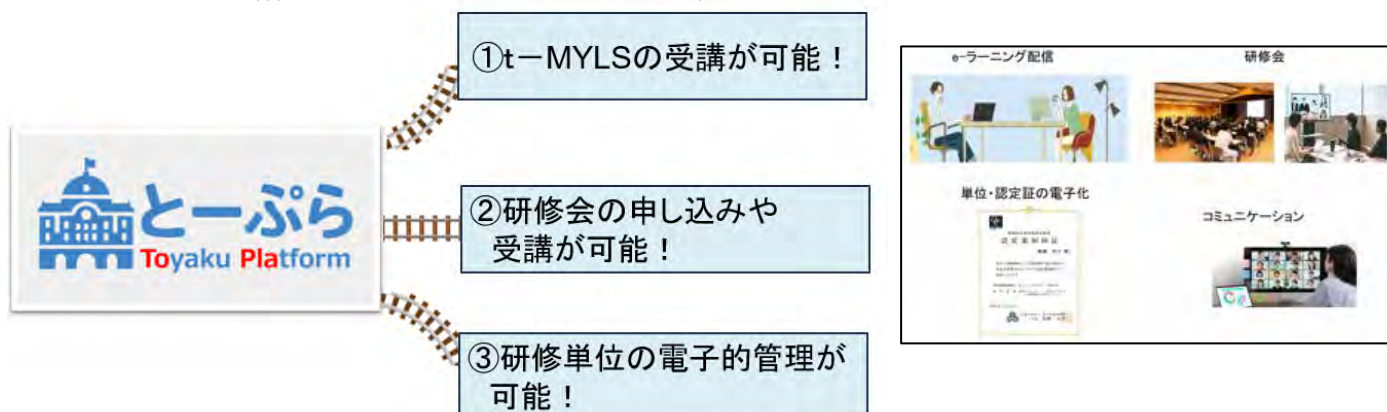 とーぷら
Toyaku Platform
①t－MYLSの受講が可能！
②研修会の申し込みや
受講が可能！
③研修単位の電子的管理が
可能！
e-ラーニング配信
研修会
単位・認定証の電子化
コミュニケーション